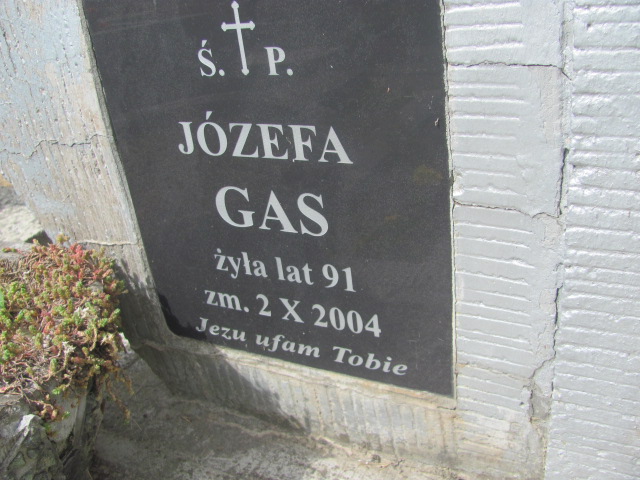 Ś. P.
JÓZEFA
GAS
żyła lat 91
zm. 2 X 2004
Jezu ufam Tobie